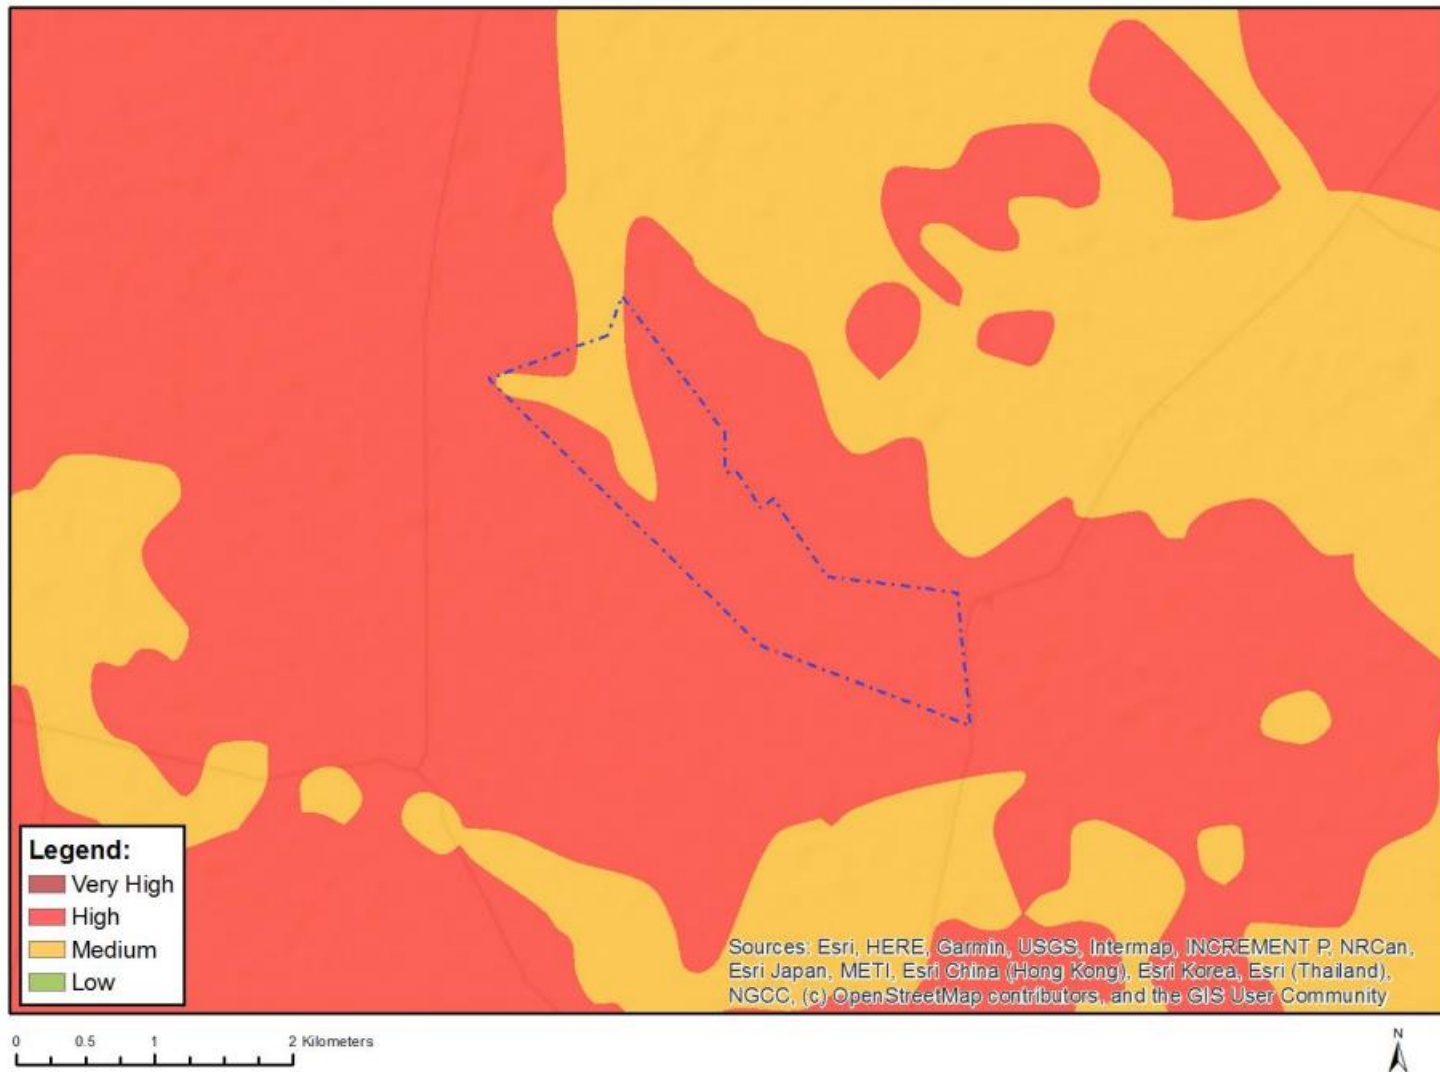 Legend:
Very High
High
Medium
Low
Sources: Esri, HERE, Garmin, USGS, Intermap, INCREMENT P, NRCan,
Esri Japan, METI, Esri China (Hong Kong), Esri Korea, Esri (Thailand),
NGCC, (c) OpenStreetMap contributors, and the GIS User Community
0 0.5 1 2 Kilometers
N